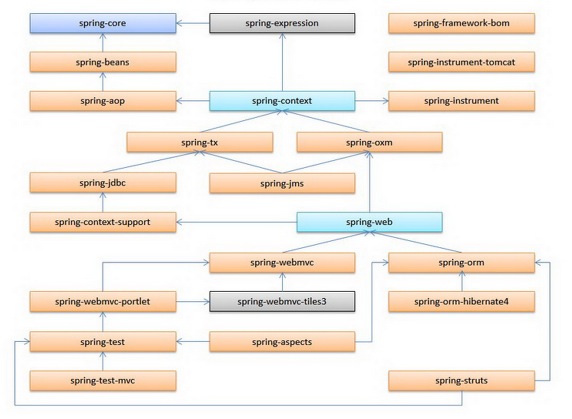 spring-core
spring-expression
spring-framework-bom
spring-beans
spring-instrument-tomcat
spring-aop
spring-context
spring-instrument
spring-tx
spring-oxm
spring-jdbc
spring-jms
spring-context-support
spring-web
spring-webmvc
spring-orm
spring-webmvc-portlet
spring-webmvc-tiles3
spring-orm-hibernate4
spring-test
spring-aspects
spring-test-mvc
spring-struts